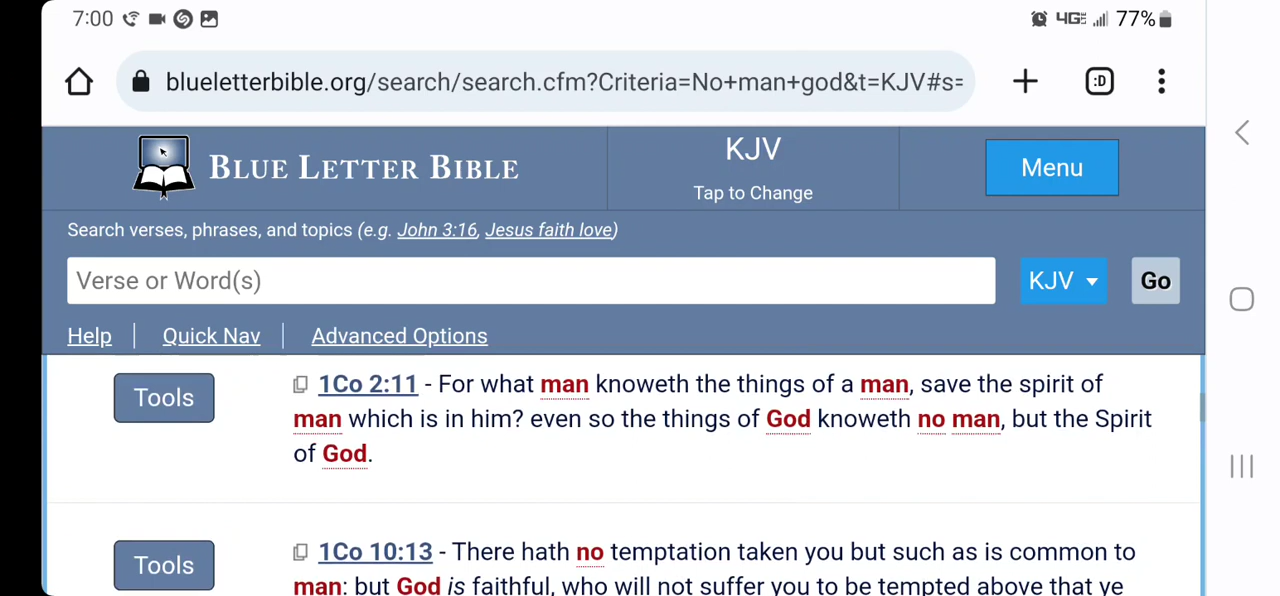 7:00 4GE 77%
blueletterbible.org/search/search.cfm?Criteria=No+man+god&t=KJV#s= :D
BLUE LETTER BIBLE KJV Menu
Tap to Change
Search verses, phrases, and topics (e.g. John 3:16, Jesus faith love)
Verse or Word(s) KJV Go
Help Quick Nav Advanced Options
Tools 1Co 2:11 - For what man knoweth the things of a man, save the spirit of
man which is in him? even so the things of God knoweth no man, but the Spirit
of God.
Tools 1Co 10:13 - There hath no temptation taken you but such as is common to
man: but God is faithful, who will not suffer you to be tempted above that ye